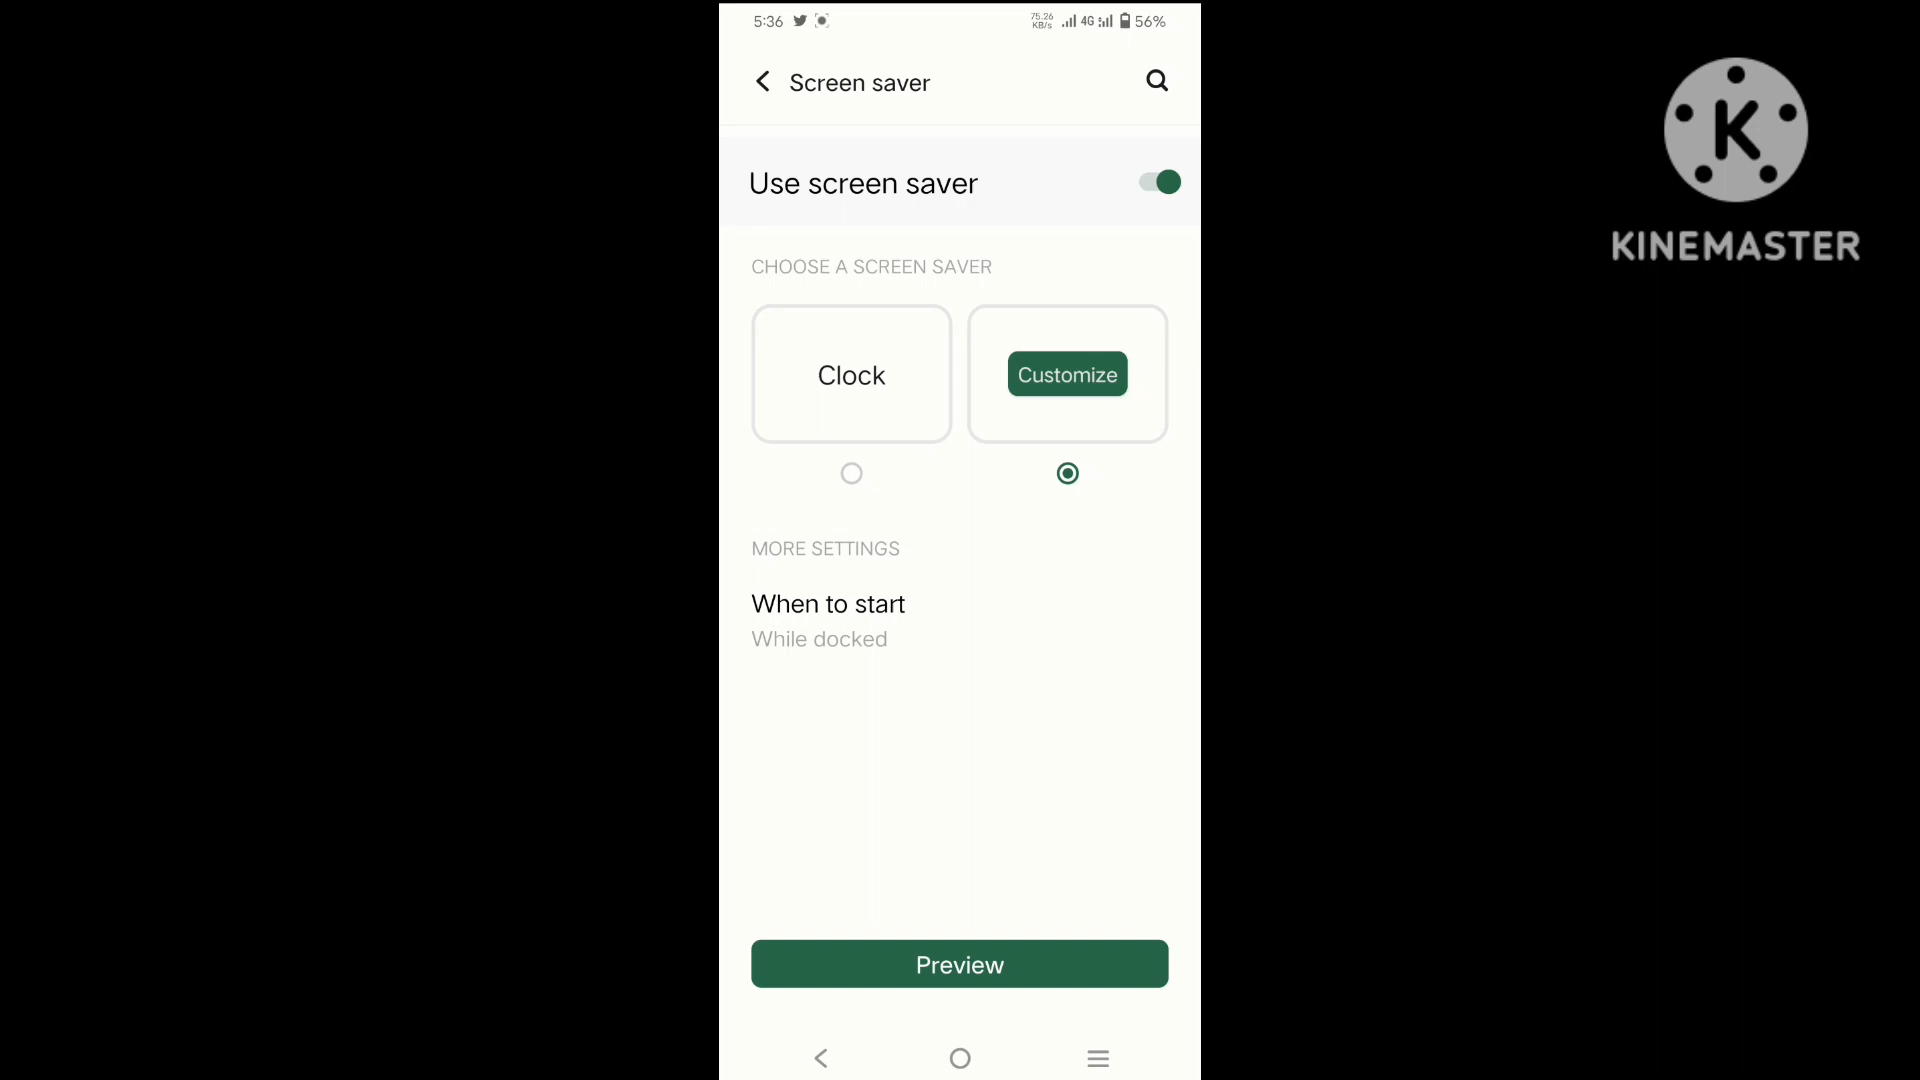 5:36
75.26
KB/s
4G
56%
Screen saver
Use screen saver
CHOOSE A SCREEN SAVER
Clock
Customize
MORE SETTINGS
When to start
While docked
Preview
K
KINEMASTER